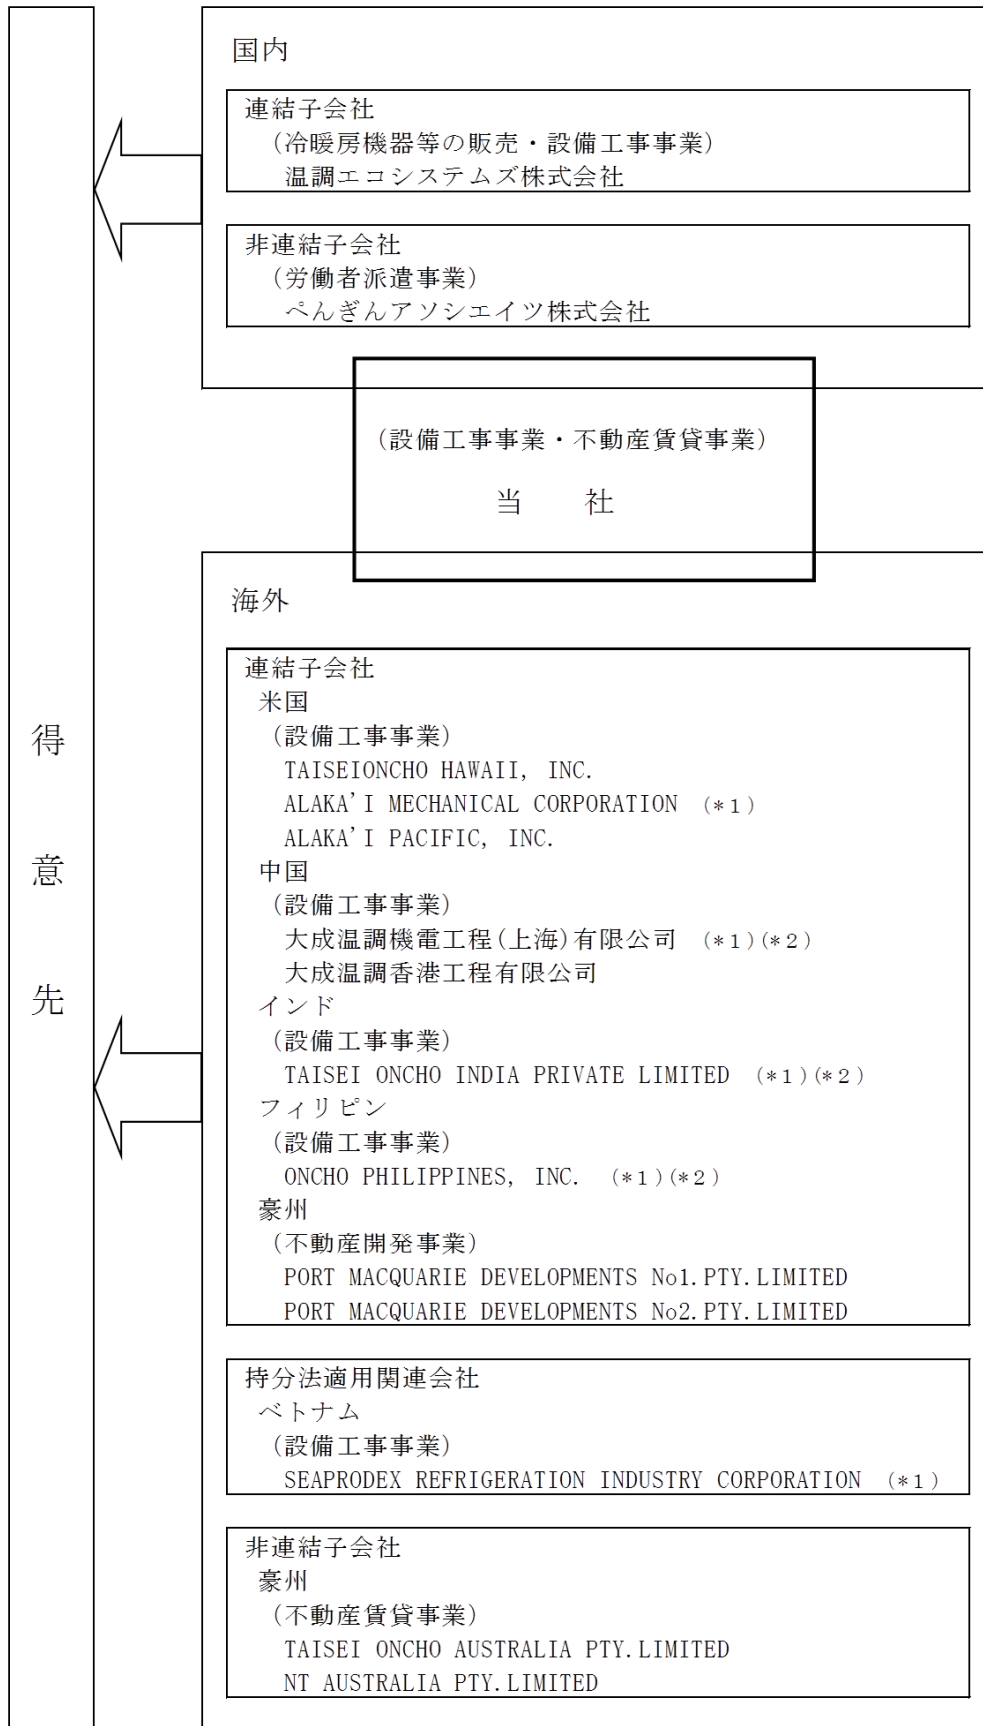 国内
連結子会社
(冷暖房機器等の販売・設備工事事業)
温調エコシステムズ株式会社
非連結子会社
(労働者派遣事業)
ぺんぎんアソシエイツ株式会社
(設備工事事業・不動産賃貸事業)
当 社
海外
連結子会社
米国
(設備工事事業)
TAISEIONCHO HAWAII, INC.
ALAKA'I MECHANICAL CORPORATION (*1)
ALAKA'I PACIFIC, INC.
中国
(設備工事事業)
大成温調機電工程(上海)有限公司 (*1)(*2)
大成温調香港工程有限公司
インド
(設備工事事業)
TAISEI ONCHO INDIA PRIVATE LIMITED (*1)(*2)
フィリピン
(設備工事事業)
ONCHO PHILIPPINES, INC. (*1)(*2)
豪州
(不動産開発事業)
PORT MACQUARIE DEVELOPMENTS No1.PTY.LIMITED
PORT MACQUARIE DEVELOPMENTS No2.PTY.LIMITED
持分法適用関連会社
ベトナム
(設備工事事業)
SEAPRODEX REFRIGERATION INDUSTRY CORPORATION (*1)
非連結子会社
豪州
(不動産賃貸事業)
TAISEI ONCHO AUSTRALIA PTY.LIMITED
NT AUSTRALIA PTY.LIMITED
得意先